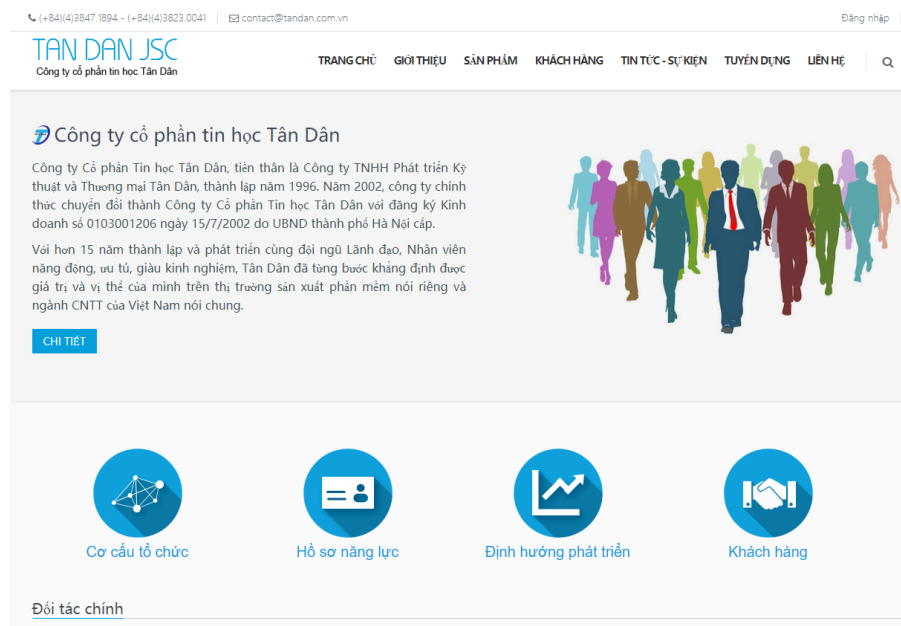 (+84)(4)3847.1894 - (+84)(4)3823.0041 contact@tandan.com.vn Đăng nhập
TAN DAN JSC
Công ty cổ phần tin học Tân Dân
TRANG CHỦ GIỚI THIỆU SẢN PHẨM KHÁCH HÀNG TIN TỨC - SỰ KIỆN TUYỂN DỤNG LIÊN HỆ
Công ty cổ phần tin học Tân Dân
Công ty Cổ phần Tin học Tân Dân, tiền thân là Công ty TNHH Phát triển Kỹ
thuật và Thương mại Tân Dân, thành lập năm 1996. Năm 2002, công ty chính
thức chuyển đổi thành Công ty Cổ phần Tin học Tân Dân với đăng ký Kinh
doanh số 0103001206 ngày 15/7/2002 do UBND thành phố Hà Nội cấp.
Với hơn 15 năm thành lập và phát triển cùng đội ngũ Lãnh đạo, Nhân viên
năng động, ưu tú, giàu kinh nghiệm, Tân Dân đã từng bước khẳng định được
giá trị và vị thế của mình trên thị trường sản xuất phần mềm nói riêng và
ngành CNTT của Việt Nam nói chung.
CHI TIẾT
Cơ cấu tổ chức Hồ sơ năng lực Định hướng phát triển Khách hàng
Đối tác chính